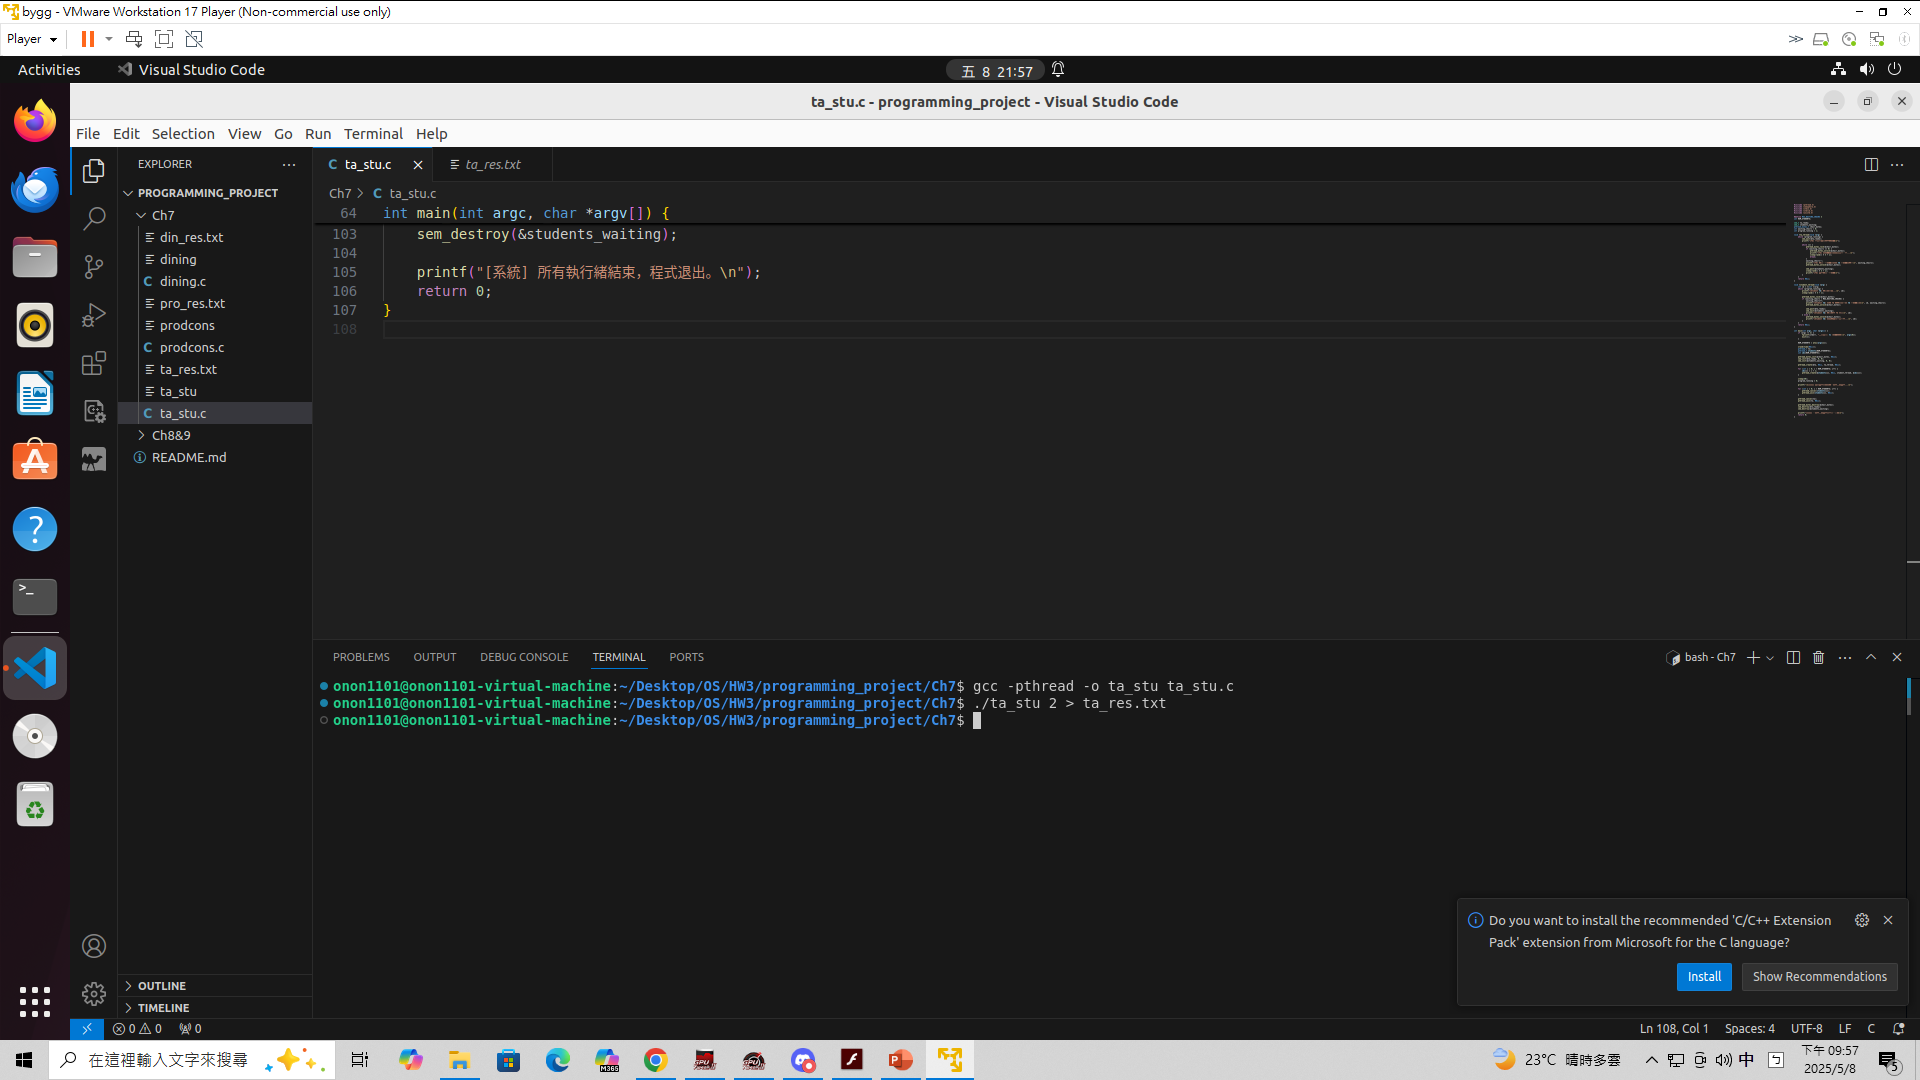 bygg - VMware Workstation 17 Player (Non-commercial use only)
Player
Activities
Visual Studio Code
五 8 21:57
ta_stu.c - programming_project - Visual Studio Code
File Edit Selection View Go Run Terminal Help
EXPLORER
PROGRAMMING_PROJECT
Ch7
din_res.txt
dining
dining.c
pro_res.txt
prodcons
prodcons.c
ta_res.txt
ta_stu
ta_stu.c
Ch8&9
README.md
OUTLINE
TIMELINE
ta_stu.c
ta_res.txt
Ch7 > C ta_stu.c
64 int main(int argc, char *argv[]) {
103 sem_destroy(&students_waiting);
104
105 printf("[系統] 所有執行緒結束，程式退出。\n");
106 return 0;
107 }
108
PROBLEMS OUTPUT DEBUG CONSOLE TERMINAL PORTS
bash - Ch7
onon1101@onon1101-virtual-machine:~/Desktop/OS/HW3/programming_project/Ch7$ gcc -pthread -o ta_stu ta_stu.c
onon1101@onon1101-virtual-machine:~/Desktop/OS/HW3/programming_project/Ch7$ ./ta_stu 2 > ta_res.txt
onon1101@onon1101-virtual-machine:~/Desktop/OS/HW3/programming_project/Ch7$
Do you want to install the recommended 'C/C++ Extension
Pack' extension from Microsoft for the C language?
Install
Show Recommendations
0 0 0
Ln 108, Col 1 Spaces: 4 UTF-8 LF C
在這裡輸入文字來搜尋
23°C 晴時多雲
中
下午 09:57
2025/5/8
5